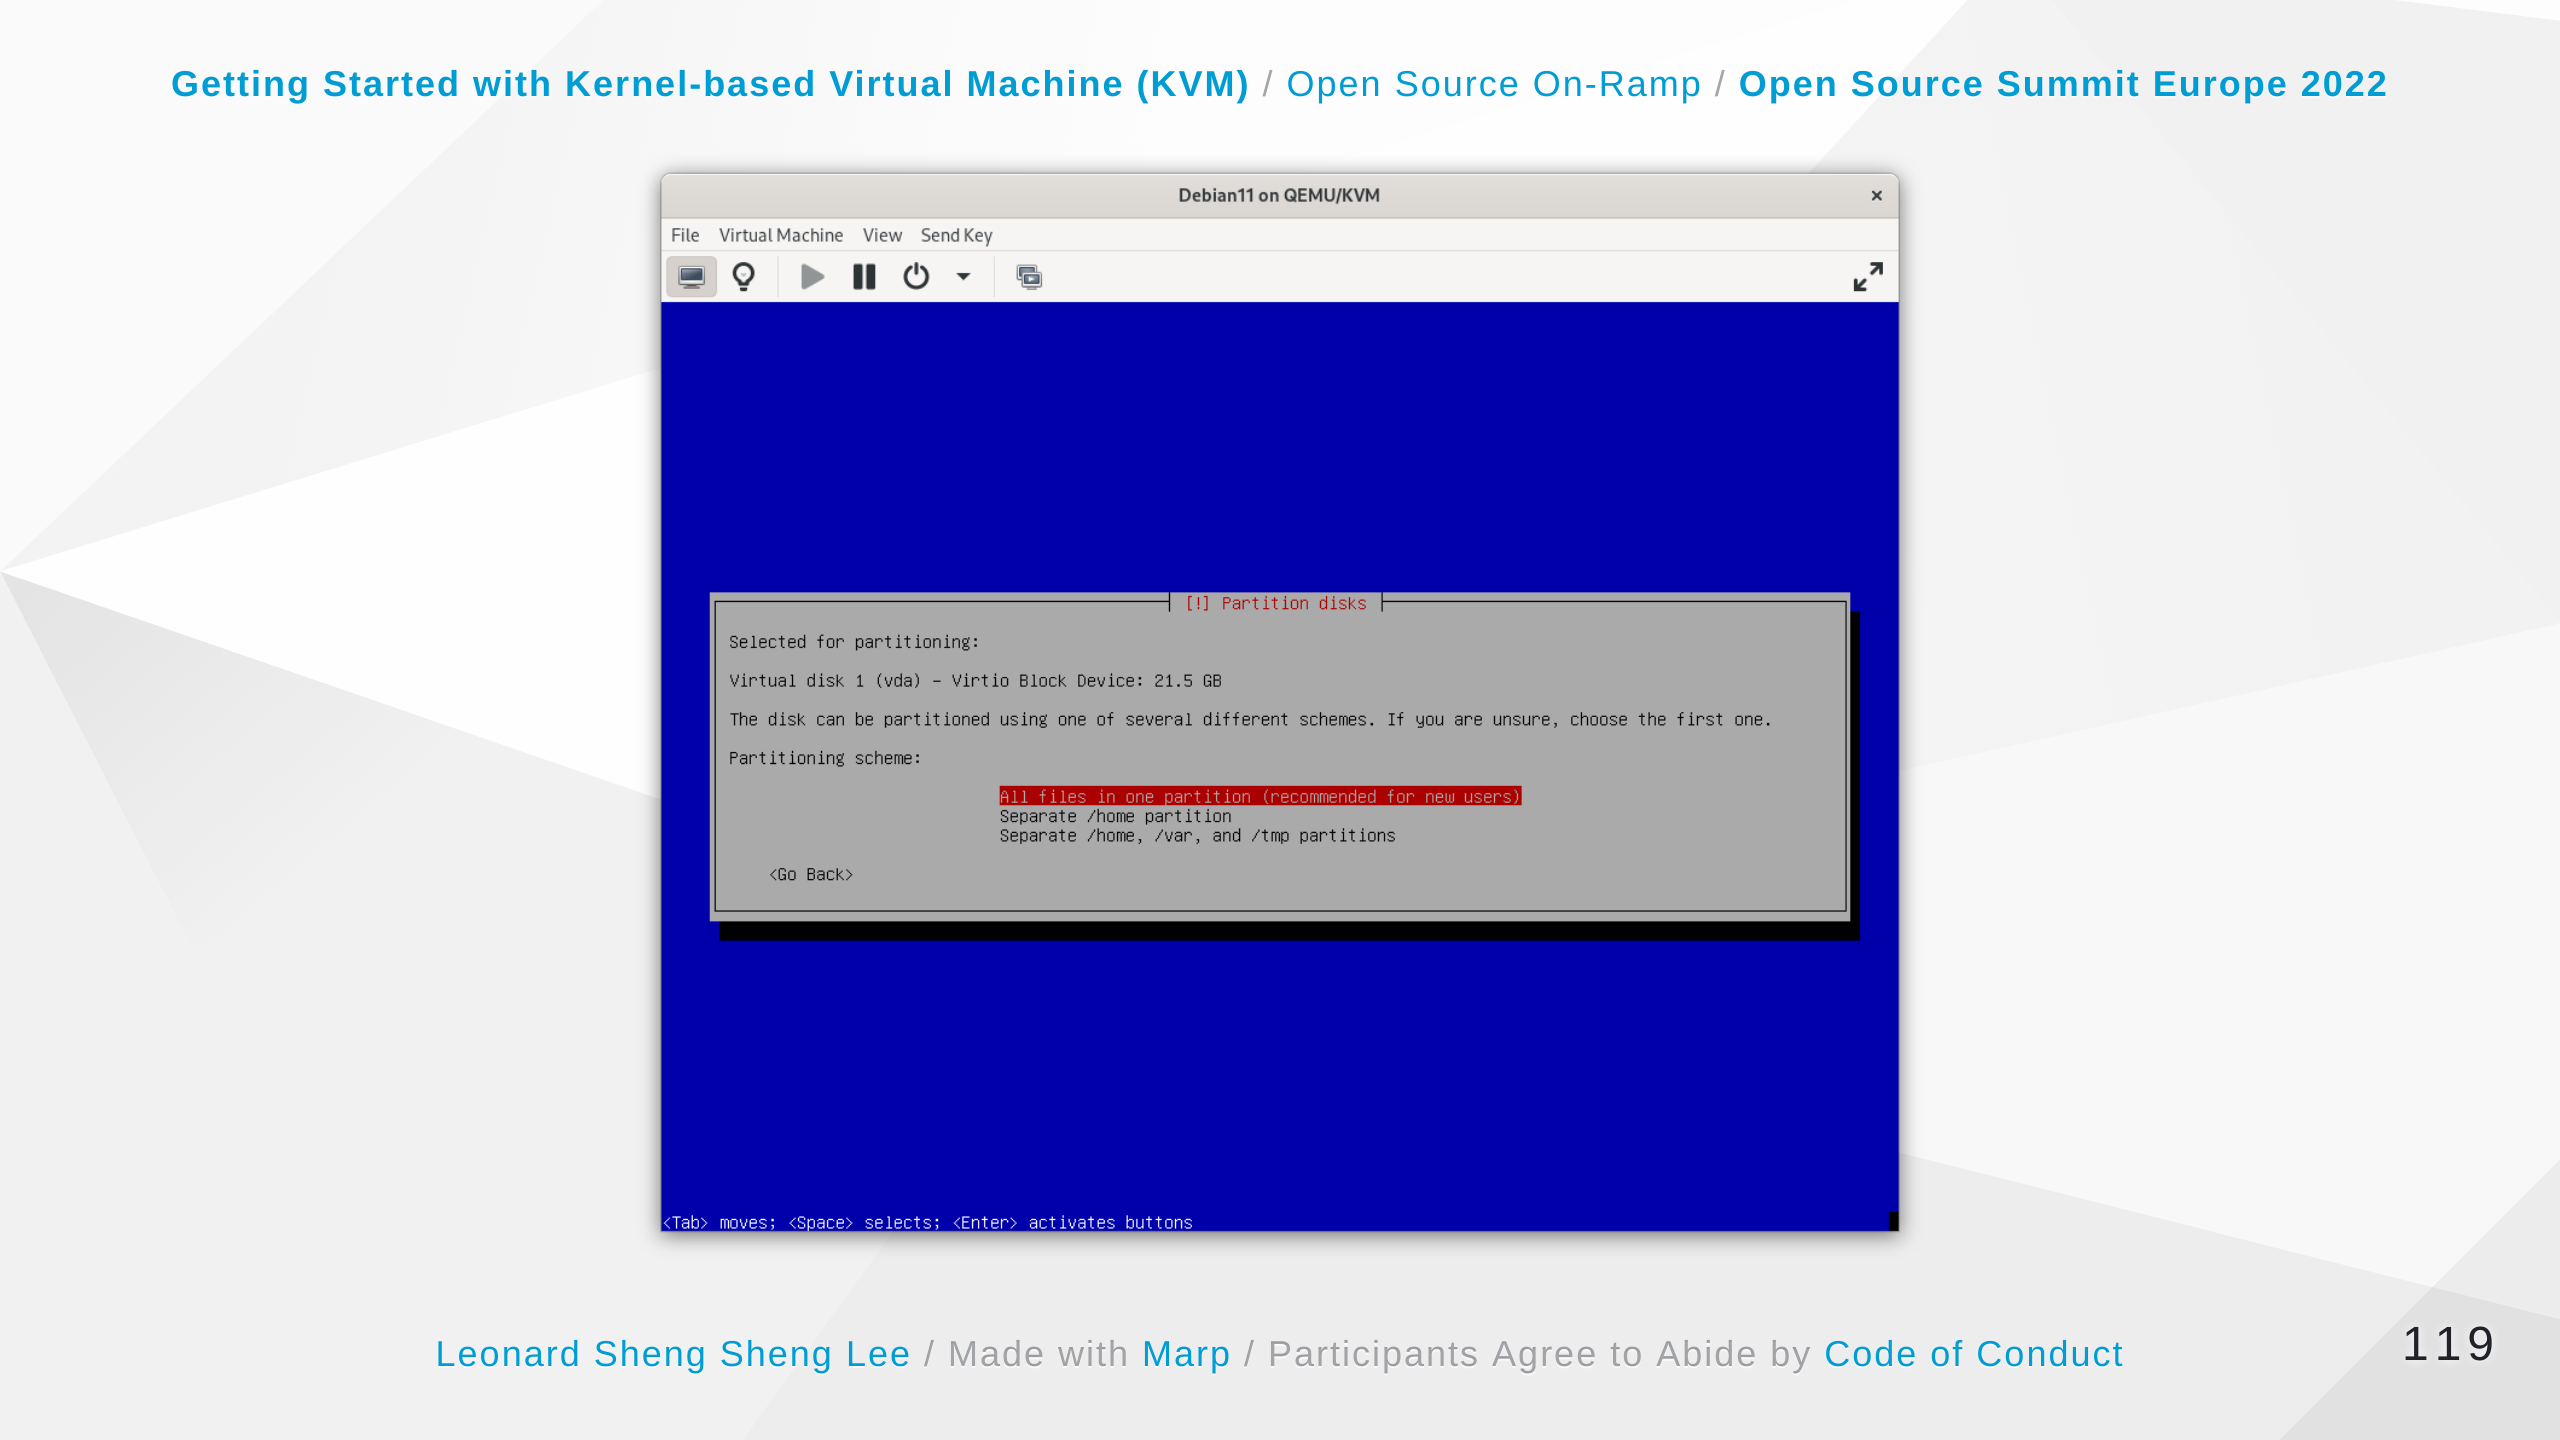 Getting Started with Kernel-based Virtual Machine (KVM) / Open Source On-Ramp / Open Source Summit Europe 2022
Debian11 on QEMU/KVM
File Virtual Machine View Send Key
[!] Partition disks
Selected for partitioning:
Virtual disk 1 (vda) - Virtio Block Device: 21.5 GB
The disk can be partitioned using one of several different schemes. If you are unsure, choose the first one.
Partitioning scheme:
All files in one partition (recommended for new users)
Separate /home partition
Separate /home, /var, and /tmp partitions
<Go Back>
<Tab> moves; <Space> selects; <Enter> activates buttons
Leonard Sheng Sheng Lee / Made with Marp / Participants Agree to Abide by Code of Conduct
119